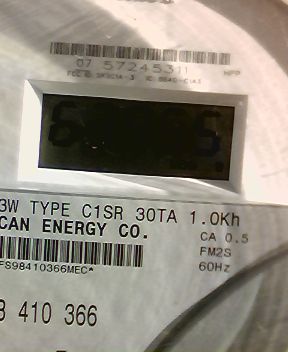 07 57245311
3W TYPE C1SR 30TA 1.0Kh
CAN ENERGY CO.
CA 0.5
FM2S
60Hz
FS98410366MEC*
410 366